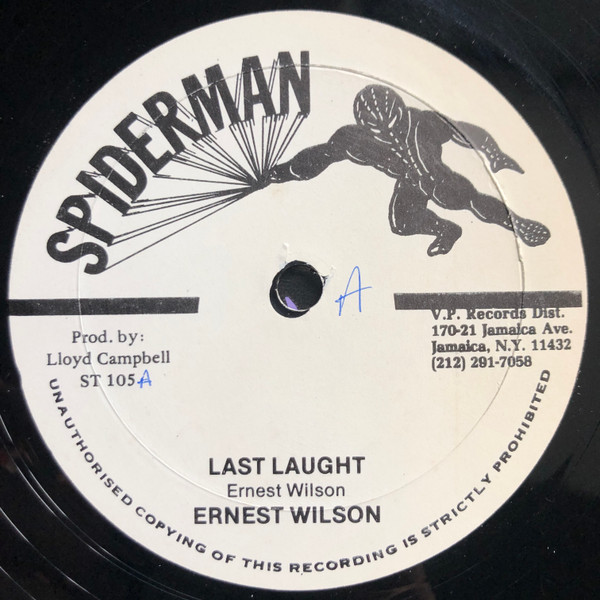 SPIDERMAN
A
Prod. by:
Lloyd Campbell
ST 105A
V.P. Records Dist.
170-21 Jamaica Ave.
Jamaica, N.Y. 11432
(212) 291-7058
LAST LAUGHT
Ernest Wilson
ERNEST WILSON
UNAUTHORISED COPYING OF THIS RECORDING IS STRICTLY PROHIBITED